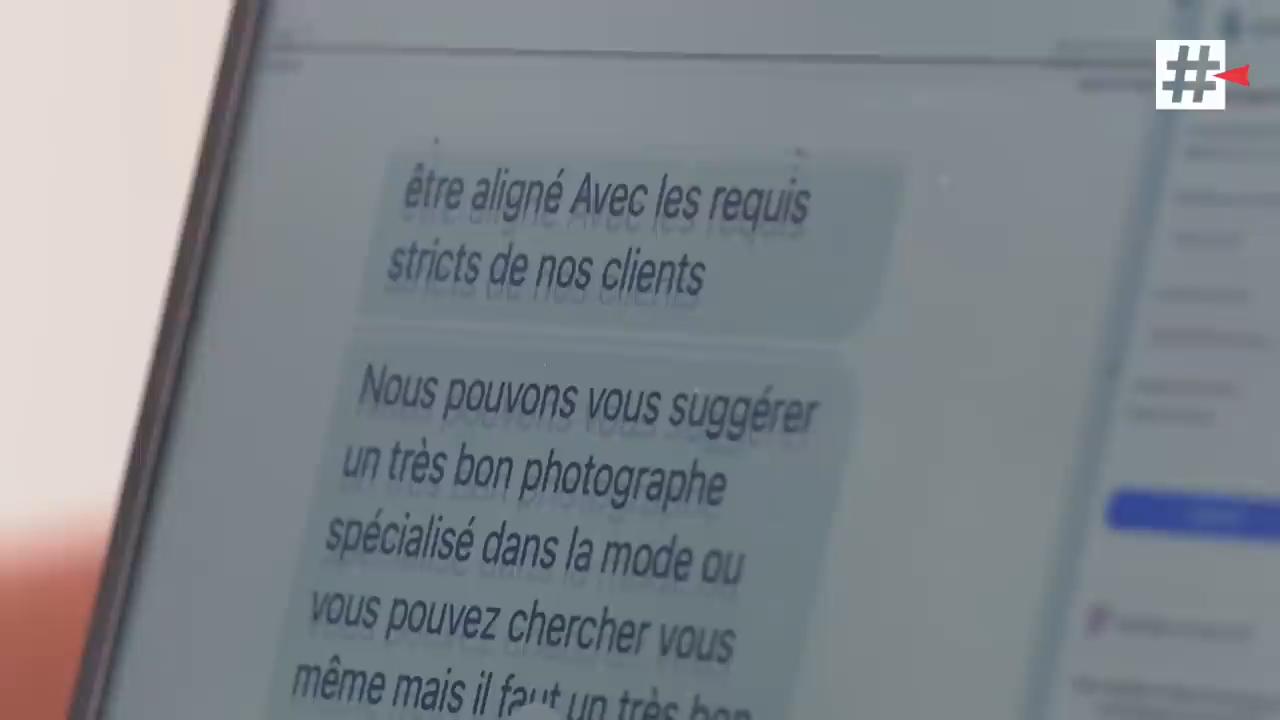 #
être aligné Avec les requis
stricts de nos clients
Nous pouvons vous suggérer
un très bon photographe
spécialisé dans la mode ou
vous pouvez chercher vous
même mais il faut un très bon